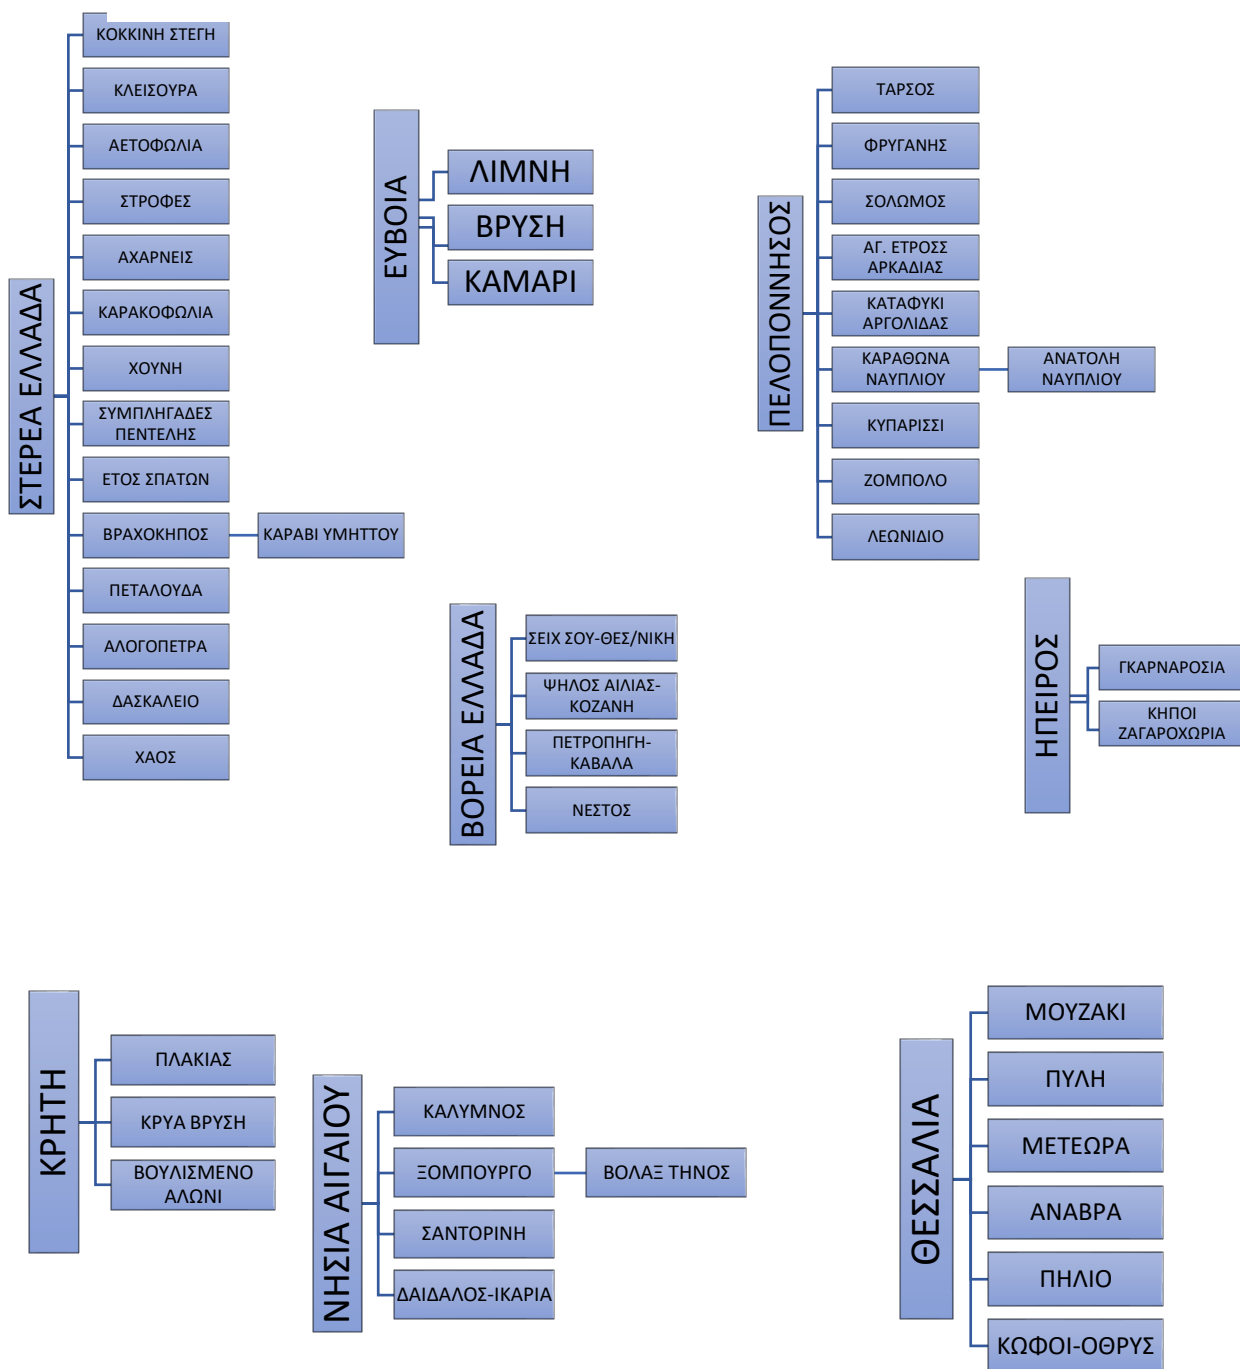 ΣΤΕΡΕΑ ΕΛΛΑΔΑ
ΚΟΚΚΙΝΗ ΣΤΕΓΗ
ΚΛΕΙΣΟΥΡΑ
ΑΕΤΟΦΩΛΙΑ
ΣΤΡΟΦΕΣ
ΑΧΑΡΝΕΙΣ
ΚΑΡΑΚΟΦΩΛΙΑ
ΧΟΥΝΗ
ΣΥΜΠΛΗΓΑΔΕΣ
ΠΕΝΤΕΛΗΣ
ΕΤΟΣ ΣΠΑΤΩΝ
ΒΡΑΧΟΚΗΠΟΣ
ΚΑΡΑΒΙ ΥΜΗΤΤΟΥ
ΠΕΤΑΛΟΥΔΑ
ΑΛΟΓΟΠΕΤΡΑ
ΔΑΣΚΑΛΕΙΟ
ΧΑΟΣ
ΕΥΒΟΙΑ
ΛΙΜΝΗ
ΒΡΥΣΗ
ΚΑΜΑΡΙ
ΠΕΛΟΠΟΝΝΗΣΟΣ
ΤΑΡΣΟΣ
ΦΡΥΓΑΝΗΣ
ΣΟΛΩΜΟΣ
ΑΓ. ΕΤΡΟΣΣ
ΑΡΚΑΔΙΑΣ
ΚΑΤΑΦΥΚΙ
ΑΡΓΟΛΙΔΑΣ
ΚΑΡΑΘΩΝΑ
ΝΑΥΠΛΙΟΥ
ΑΝΑΤΟΛΗ
ΝΑΥΠΛΙΟΥ
ΚΥΠΑΡΙΣΣΙ
ΖΟΜΠΟΛΟ
ΛΕΩΝΙΔΙΟ
ΒΟΡΕΙΑ ΕΛΛΑΔΑ
ΣΕΙΧ ΣΟΥ-ΘΕΣ/ΝΙΚΗ
ΨΗΛΟΣ ΑΙΛΙΑΣ-
ΚΟΖΑΝΗ
ΠΕΤΡΟΠΗΓΗ-
ΚΑΒΑΛΑ
ΝΕΣΤΟΣ
ΗΠΕΙΡΟΣ
ΓΚΑΡΝΑΡΟΣΙΑ
ΚΗΠΟΙ
ΖΑΓΑΡΟΧΩΡΙΑ
ΚΡΗΤΗ
ΠΛΑΚΙΑΣ
ΚΡΥΑ ΒΡΥΣΗ
ΒΟΥΛΙΣΜΕΝΟ
ΑΛΩΝΙ
ΝΗΣΙΑ ΑΙΓΑΙΟΥ
ΚΑΛΥΜΝΟΣ
ΞΟΜΠΟΥΡΓΟ
ΒΟΛΑΞ ΤΗΝΟΣ
ΣΑΝΤΟΡΙΝΗ
ΔΑΙΔΑΛΟΣ-ΙΚΑΡΙΑ
ΘΕΣΣΑΛΙΑ
ΜΟΥΖΑΚΙ
ΠΥΛΗ
ΜΕΤΕΩΡΑ
ΑΝΑΒΡΑ
ΠΗΛΙΟ
ΚΩΦΟΙ-ΟΘΡΥΣ